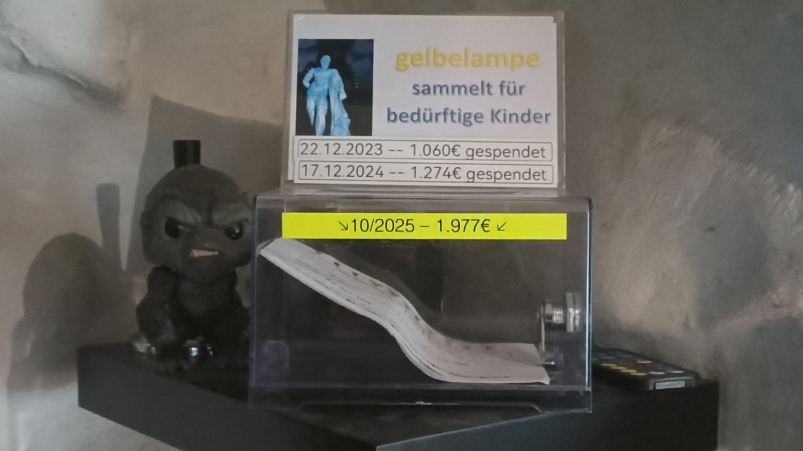 gelbelampe
sammelt für
bedürftige Kinder
22.12.2023 -- 1.060€ gespendet
17.12.2024 -- 1.274€ gespendet
↘10/2025 – 1.977€ ↙